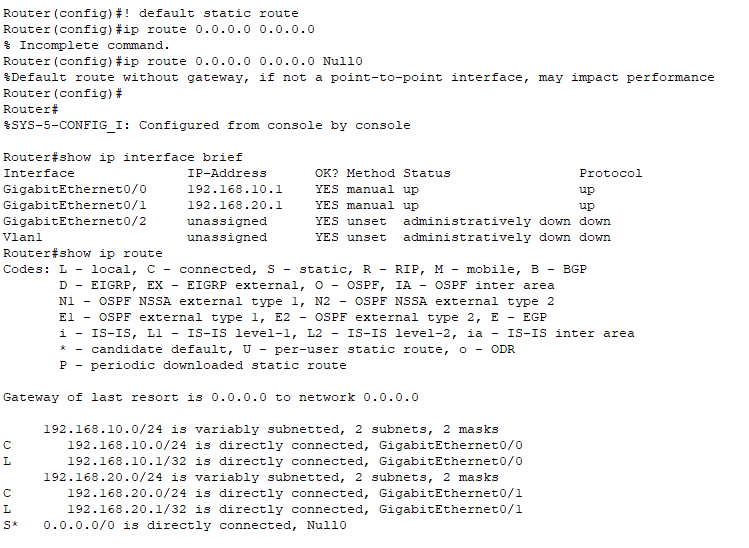 Router(config)#! default static route
Router(config)#ip route 0.0.0.0 0.0.0.0
% Incomplete command.
Router(config)#ip route 0.0.0.0 0.0.0.0 Null0
%Default route without gateway, if not a point-to-point interface, may impact performance
Router(config)#
Router#
%SYS-5-CONFIG_I: Configured from console by console

Router#show ip interface brief
Interface              IP-Address      OK? Method Status                Protocol
GigabitEthernet0/0     192.168.10.1    YES manual up                    up
GigabitEthernet0/1     192.168.20.1    YES manual up                    up
GigabitEthernet0/2     unassigned      YES unset  administratively down down
Vlan1                  unassigned      YES unset  administratively down down
Router#show ip route
Codes: L - local, C - connected, S - static, R - RIP, M - mobile, B - BGP
       D - EIGRP, EX - EIGRP external, O - OSPF, IA - OSPF inter area
       N1 - OSPF NSSA external type 1, N2 - OSPF NSSA external type 2
       E1 - OSPF external type 1, E2 - OSPF external type 2, E - EGP
       i - IS-IS, L1 - IS-IS level-1, L2 - IS-IS level-2, ia - IS-IS inter area
       * - candidate default, U - per-user static route, o - ODR
       P - periodic downloaded static route

Gateway of last resort is 0.0.0.0 to network 0.0.0.0

     192.168.10.0/24 is variably subnetted, 2 subnets, 2 masks
C       192.168.10.0/24 is directly connected, GigabitEthernet0/0
L       192.168.10.1/32 is directly connected, GigabitEthernet0/0
     192.168.20.0/24 is variably subnetted, 2 subnets, 2 masks
C       192.168.20.0/24 is directly connected, GigabitEthernet0/1
L       192.168.20.1/32 is directly connected, GigabitEthernet0/1
S*   0.0.0.0/0 is directly connected, Null0